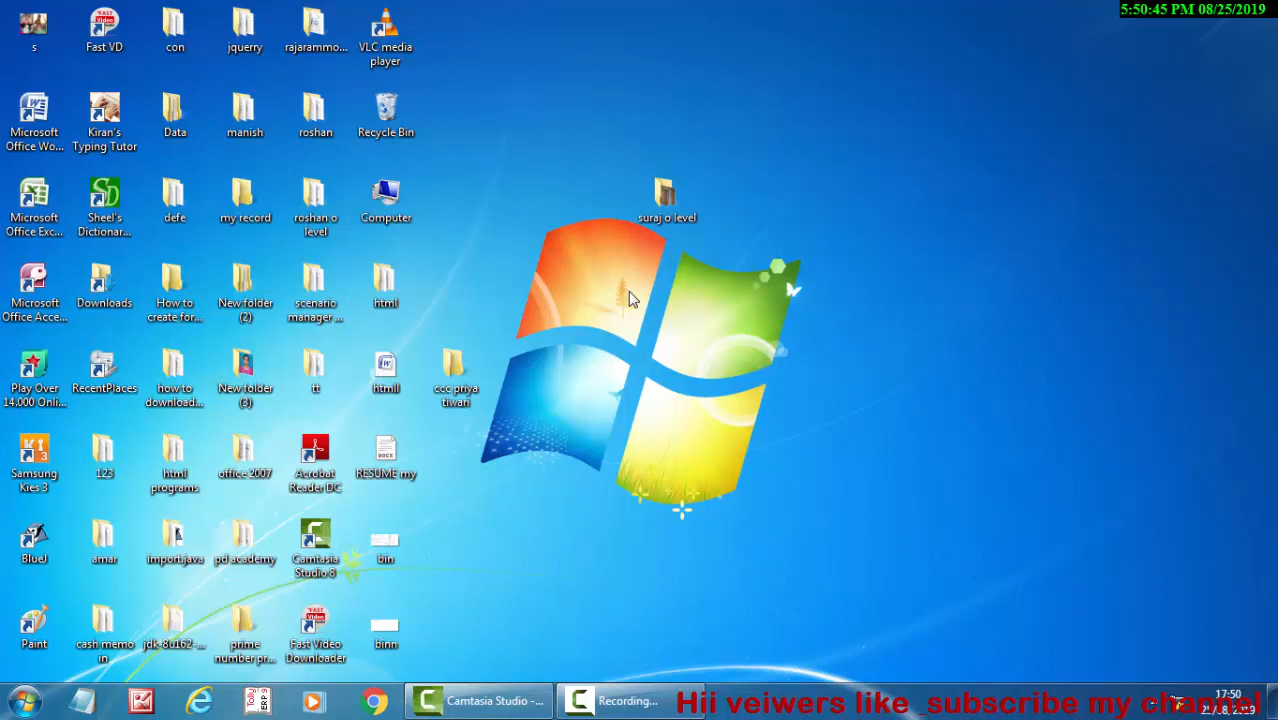 5:50:45 PM 08/25/2019
s
Fast VD
con
jquerry
rajarammo...
VLC media
player
Microsoft
Office Wo...
Kiran's
Typing Tutor
Data
manish
roshan
Recycle Bin
Microsoft
Office Exc...
Sheel's
Dictionar...
defe
my record
roshan o
level
Computer
suraj o level
Microsoft
Office Acce...
Downloads
How to
create for...
New folder
(2)
scenario
manager ...
html
Play Over
14.000 Onli...
RecentPlaces
how to
download...
New folder
(3)
tt
htmll
ccc priya
tiwari
Samsung
Kies 3
123
html
programs
office 2007
Acrobat
Reader DC
RESUME my
BlueJ
amar
import.java
pd academy
Camtasia
Studio 8
bin
Paint
cash memo
in
jdk-8u162-...
prime
number pr...
Fast Video
Downloader
binn
Camtasia Studio - ...
Recording...
Hii veiwers like subscribe my channel
17:50